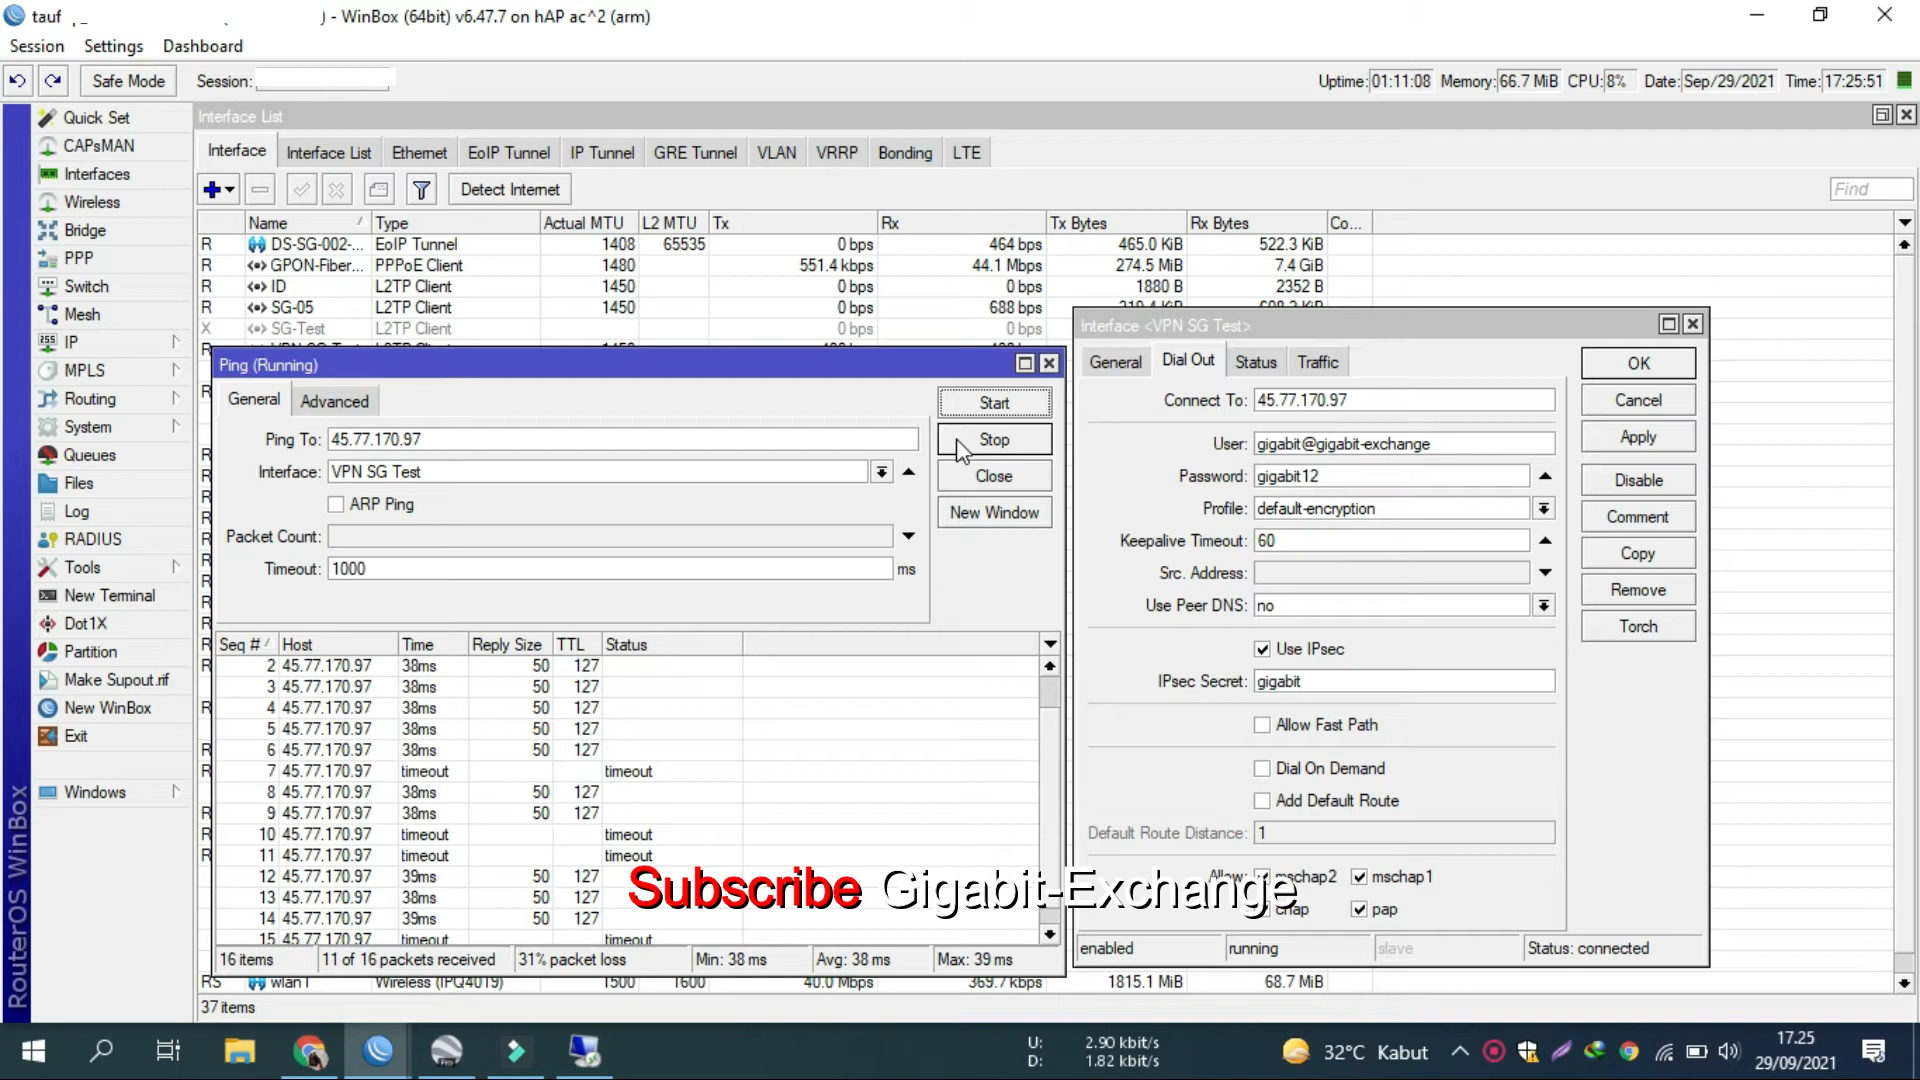 tauf
) - WinBox (64bit) v6.47.7 on hAP ac^2 (arm)
Session Settings Dashboard
Safe Mode Session: Uptime: 01:11:08 Memory: 66.7 MiB CPU: 8% Date: Sep/29/2021 Time: 17:25:51
Quick Set
CAPsMAN
Interfaces
Wireless
Bridge
PPP
Switch
Mesh
IP
MPLS
Routing
System
Queues
Files
Log
RADIUS
Tools
New Terminal
Dot1X
Partition
Make Supout.rif
New WinBox
Exit
Windows
RouterOS WinBox
Interface List
Interface Interface List Ethernet EoIP Tunnel IP Tunnel GRE Tunnel VLAN VRRP Bonding LTE
Detect Internet Find
Name Type Actual MTU L2 MTU Tx Rx Tx Bytes Rx Bytes Co...
R DS-SG-002-... EoIP Tunnel 1408 65535 0 bps 464 bps 465.0 KiB 522.3 KiB
R GPON-Fiber... PPPoE Client 1480 551.4 kbps 44.1 Mbps 274.5 MiB 7.4 GiB
R ID L2TP Client 1450 0 bps 0 bps 1880 B 2352 B
R SG-05 L2TP Client 1450 0 bps 688 bps
X SG-Test L2TP Client 0 bps 0 bps
Ping (Running)
General Advanced
Ping To: 45.77.170.97
Interface: VPN SG Test
ARP Ping
Packet Count:
Timeout: 1000 ms
Start
Stop
Close
New Window
Seq # Host Time Reply Size TTL Status
2 45.77.170.97 38ms 50 127
3 45.77.170.97 38ms 50 127
4 45.77.170.97 38ms 50 127
5 45.77.170.97 38ms 50 127
6 45.77.170.97 38ms 50 127
7 45.77.170.97 timeout timeout
8 45.77.170.97 38ms 50 127
9 45.77.170.97 38ms 50 127
10 45.77.170.97 timeout timeout
11 45.77.170.97 timeout timeout
12 45.77.170.97 39ms 50 127
13 45.77.170.97 38ms 50 127
14 45.77.170.97 39ms 50 127
15 45.77.170.97 timeout timeout
16 items 11 of 16 packets received 31% packet loss Min: 38 ms Avg: 38 ms Max: 39 ms
Interface <VPN SG Test>
General Dial Out Status Traffic
Connect To: 45.77.170.97
User: gigabit@gigabit-exchange
Password: gigabit12
Profile: default-encryption
Keepalive Timeout: 60
Src. Address:
Use Peer DNS: no
Use IPsec
IPsec Secret: gigabit
Allow Fast Path
Dial On Demand
Add Default Route
Default Route Distance: 1
Allow: mschap2 mschap1
chap pap
OK
Cancel
Apply
Disable
Comment
Copy
Remove
Torch
enabled running slave Status: connected
Subscribe Gigabit-Exchange
RS wlan1 Wireless (IPQ4019) 1500 1600 40.0 Mbps 369.7 kbps 1815.1 MiB 68.7 MiB
37 items
U: 2.90 kbit/s
D: 1.82 kbit/s
32°C Kabut
17.25
29/09/2021